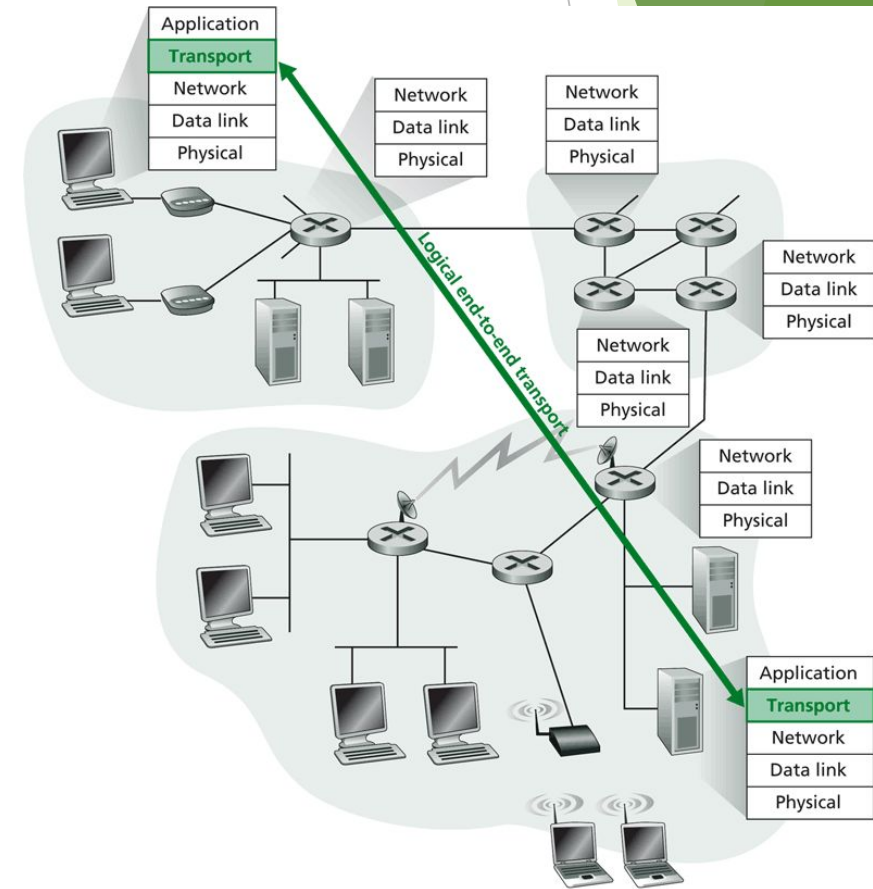 Application
Transport
Network
Data link
Physical
Network
Data link
Physical
Network
Data link
Physical
Network
Data link
Physical
Logical end-to-end transport
Network
Data link
Physical
Network
Data link
Physical
Application
Transport
Network
Data link
Physical